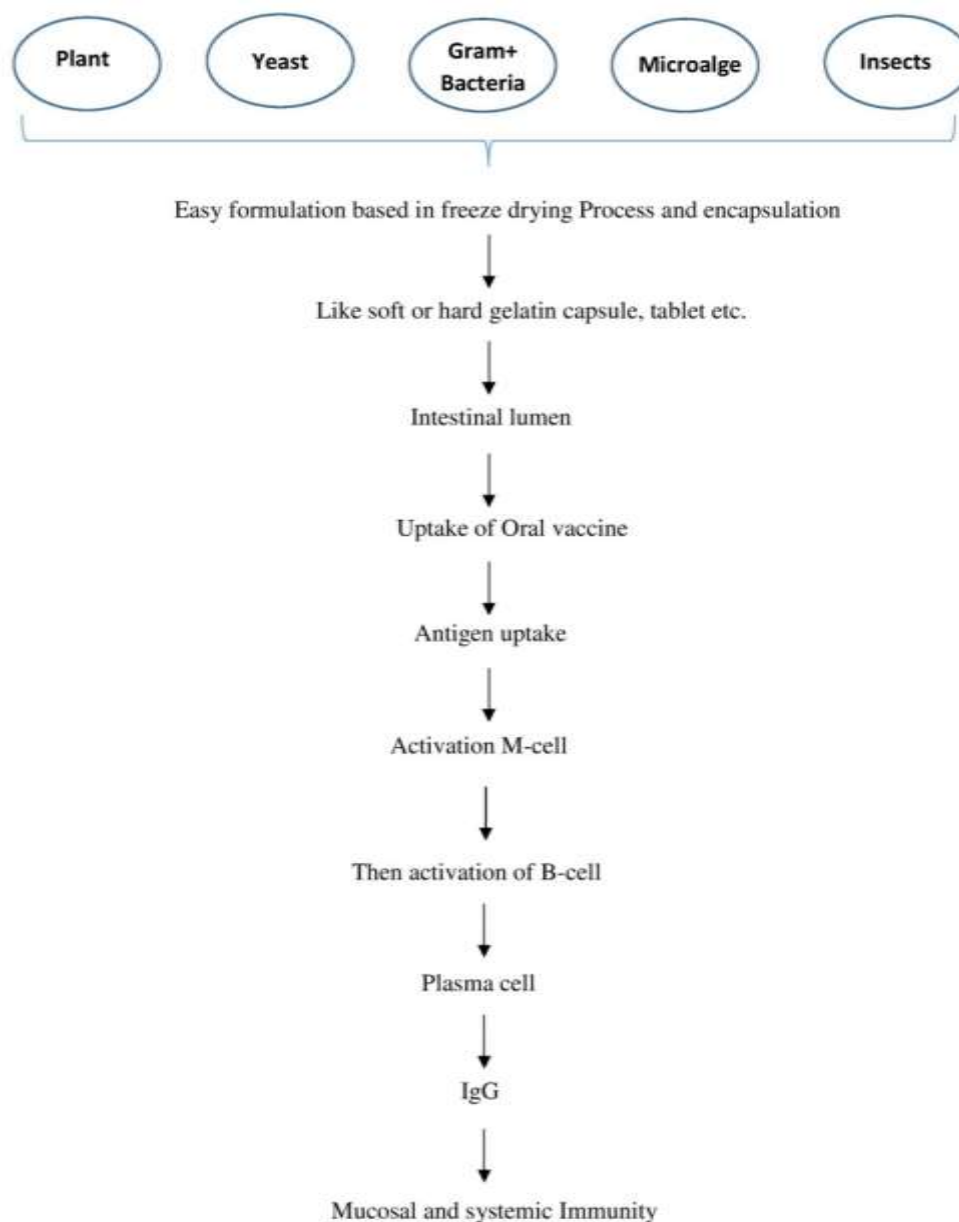 Plant
Yeast
Gram+
Bacteria
Microalge
Insects
Easy formulation based in freeze drying Process and encapsulation
Like soft or hard gelatin capsule, tablet etc.
Intestinal lumen
Uptake of Oral vaccine
Antigen uptake
Activation M-cell
Then activation of B-cell
Plasma cell
IgG
Mucosal and systemic Immunity